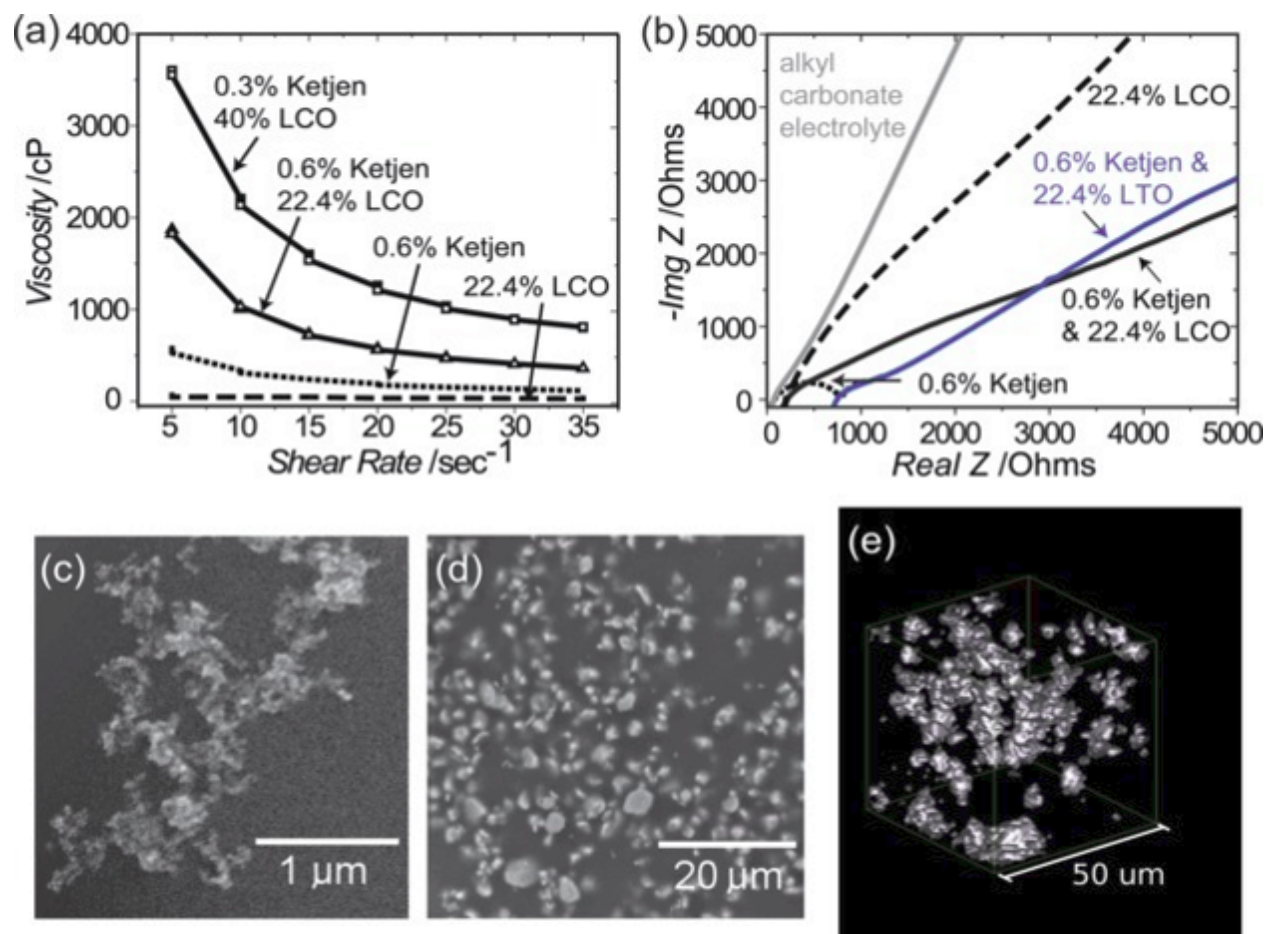 (a)
4000
3000
2000
1000
0
Viscosity /cP
0.3% Ketjen
40% LCO
0.6% Ketjen
22.4% LCO
0.6% Ketjen
22.4% LCO
5 10 15 20 25 30 35
Shear Rate /sec-1
(b)
5000
4000
3000
2000
1000
0
-Img Z /Ohms
alkyl
carbonate
electrolyte
22.4% LCO
0.6% Ketjen &
22.4% LTO
0.6% Ketjen
& 22.4% LCO
0.6% Ketjen
0 1000 2000 3000 4000 5000
Real Z /Ohms
(c)
1 µm
(d)
20 µm
(e)
50 um